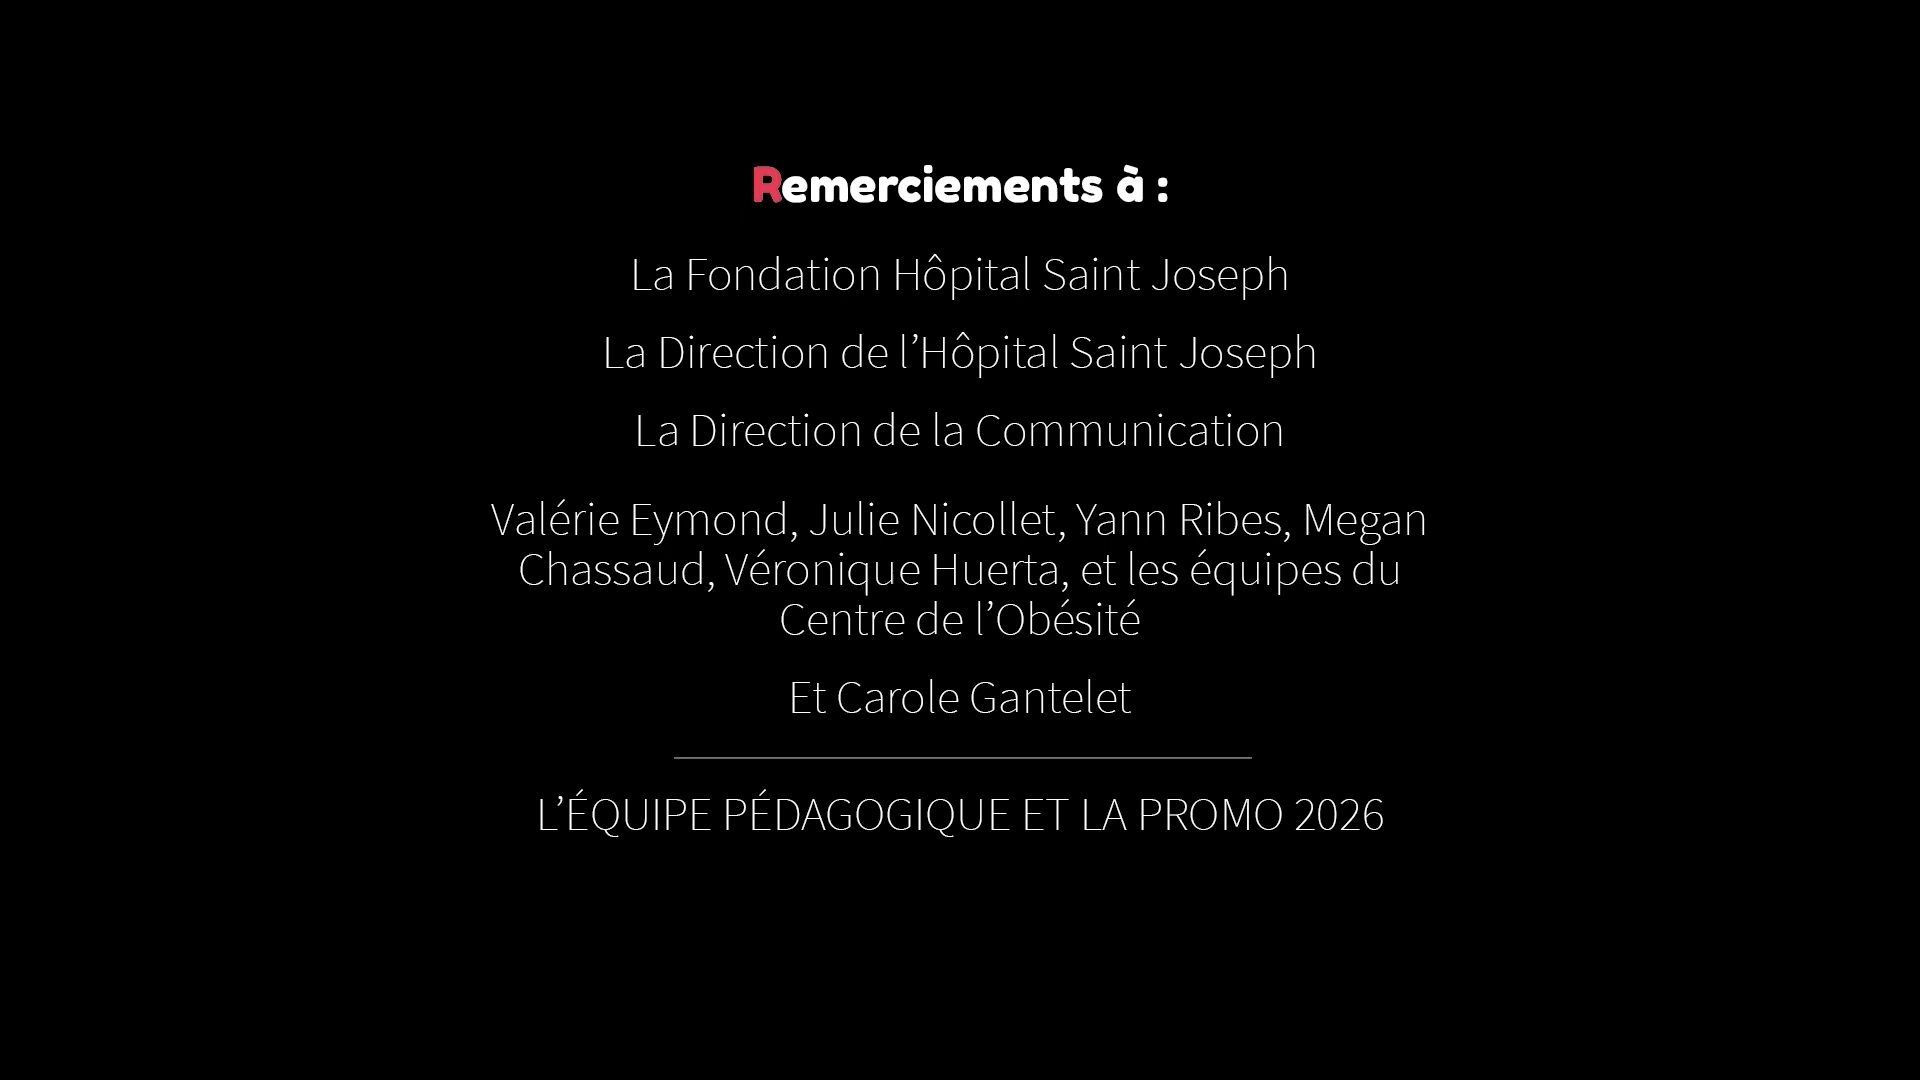 Remerciements à :
La Fondation Hôpital Saint Joseph
La Direction de l’Hôpital Saint Joseph
La Direction de la Communication
Valérie Eymond, Julie Nicollet, Yann Ribes, Megan
Chassaud, Véronique Huerta, et les équipes du
Centre de l’Obésité
Et Carole Gantelet
L’ÉQUIPE PÉDAGOGIQUE ET LA PROMO 2026